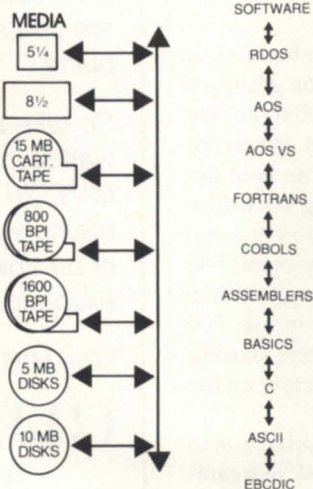 MEDIA
5¼
8½
15 MB
CART.
TAPE
800
BPI
TAPE
1600
BPI
TAPE
5 MB
DISKS
10 MB
DISKS
SOFTWARE
RDOS
AOS
AOS VS
FORTRANS
COBOLS
ASSEMBLERS
BASICS
C
ASCII
EBCDIC